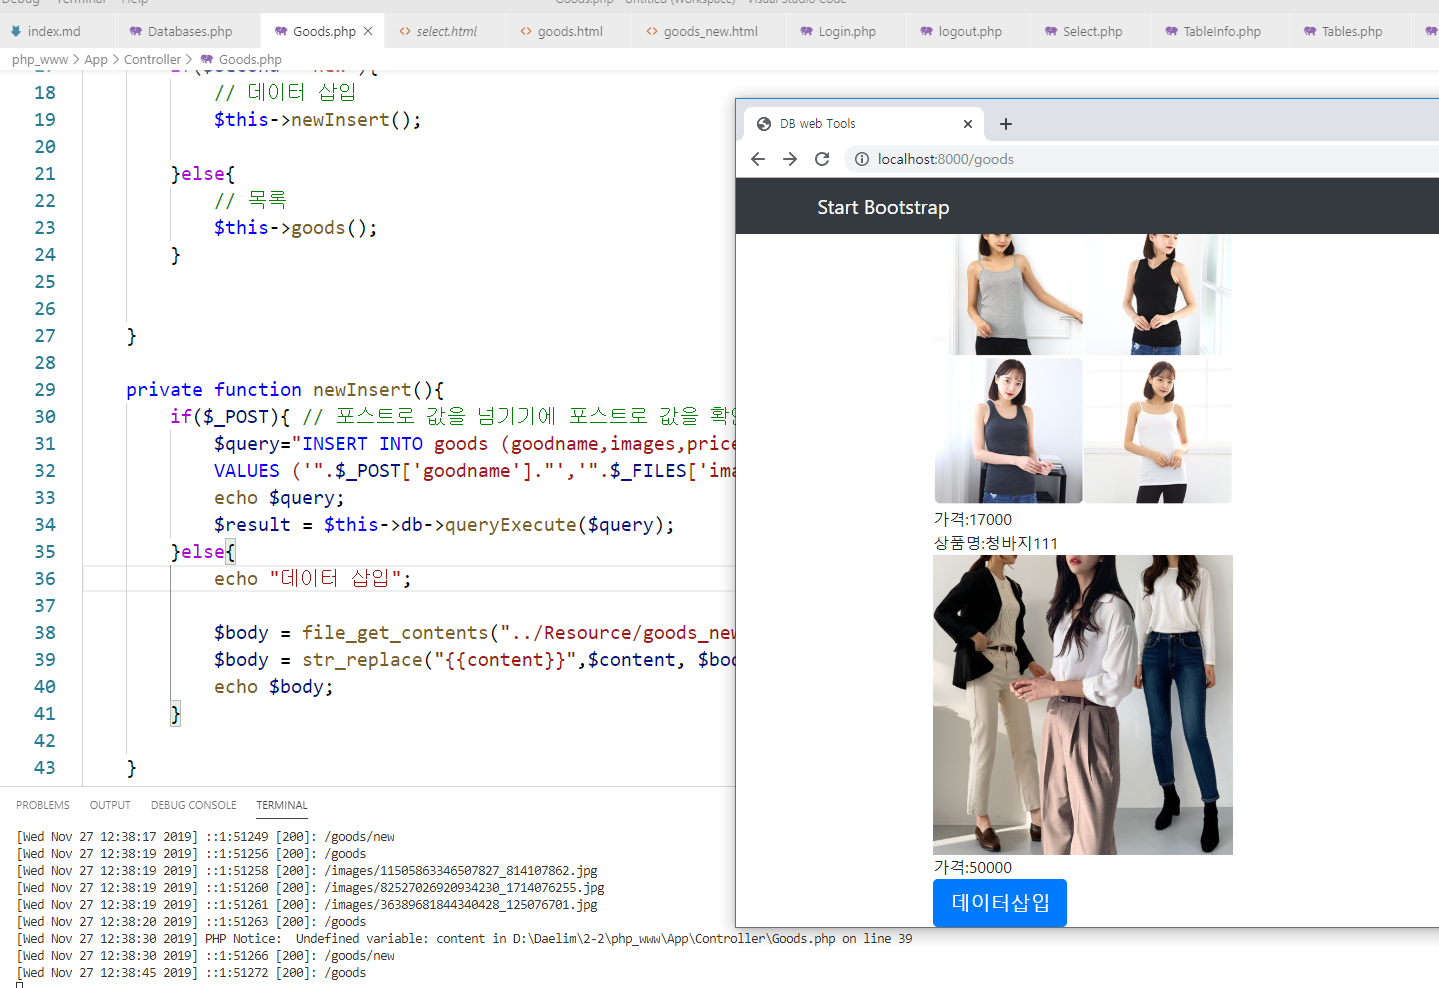 Debug Terminal Help Goods.php - Untitled (Workspace) - Visual Studio Code
index.md Databases.php Goods.php select.html goods.html goods_new.html Login.php logout.php Select.php TableInfo.php Tables.php
php_www > App > Controller > Goods.php
18 // 데이터 삽입
19 $this->newInsert();
20
21 }else{
22 // 목록
23 $this->goods();
24 }
25
26
27 }
28
29 private function newInsert(){
30 if($_POST){ // 포스트로 값을 넘기기에 포스트로 값을
31 $query="INSERT INTO goods (goodname,images,price
32 VALUES ('".$_POST['goodname']."','".$_FILES['ima
33 echo $query;
34 $result = $this->db->queryExecute($query);
35 }else{
36 echo "데이터 삽입";
37
38 $body = file_get_contents("../Resource/goods_new
39 $body = str_replace("{{content}}",$content, $bod
40 echo $body;
41 }
42
43 }
PROBLEMS OUTPUT DEBUG CONSOLE TERMINAL
[Wed Nov 27 12:38:17 2019] ::1:51249 [200]: /goods/new
[Wed Nov 27 12:38:19 2019] ::1:51256 [200]: /goods
[Wed Nov 27 12:38:19 2019] ::1:51258 [200]: /images/11505863346507827_814107862.jpg
[Wed Nov 27 12:38:19 2019] ::1:51260 [200]: /images/82527026920934230_1714076255.jpg
[Wed Nov 27 12:38:19 2019] ::1:51261 [200]: /images/36389681844340428_125076701.jpg
[Wed Nov 27 12:38:20 2019] ::1:51263 [200]: /goods
[Wed Nov 27 12:38:30 2019] PHP Notice:  Undefined variable: content in D:\Daelim\2-2\php_www\App\Controller\Goods.php on line 39
[Wed Nov 27 12:38:30 2019] ::1:51266 [200]: /goods/new
[Wed Nov 27 12:38:45 2019] ::1:51272 [200]: /goods
DB web Tools
localhost:8000/goods
Start Bootstrap
가격:17000
상품명:청바지111
가격:50000
데이터삽입